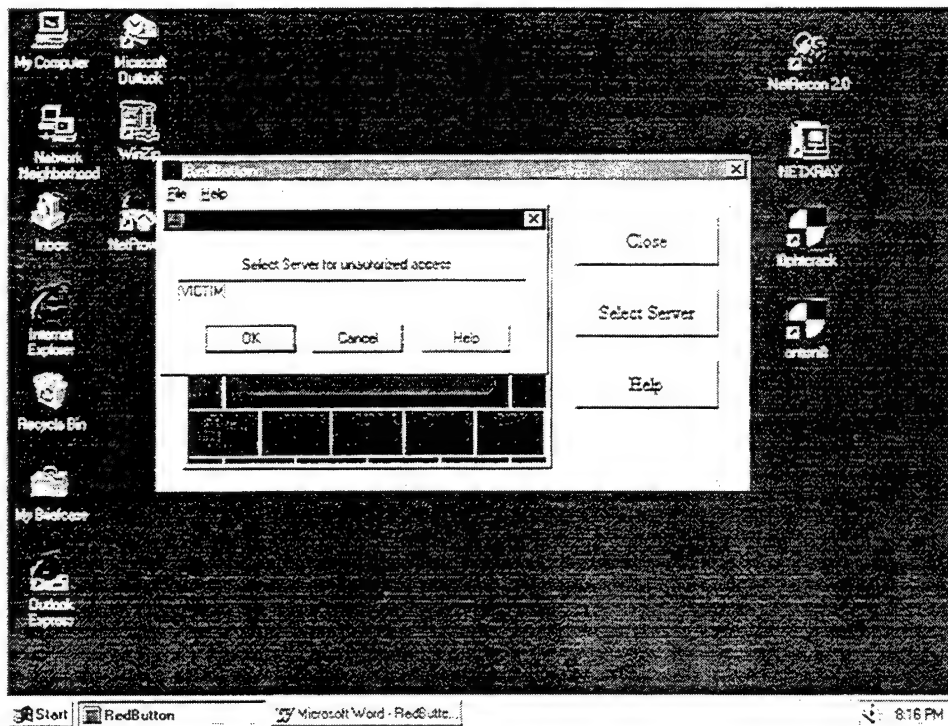 My Computer
Microsoft
Outlook
NetRecon 2.0
Network
Neighborhood
WinZip
NETXRAY
RedButton
File Help
Inbox
Close
Select Server for unautorized access
VICTIM
Select Server
OK Cancel Help
Internet
Explorer
Help
Recycle Bin
My Briefcase
Outlook
Express
Start RedButton Microsoft Word - RedButto... 8:16 PM